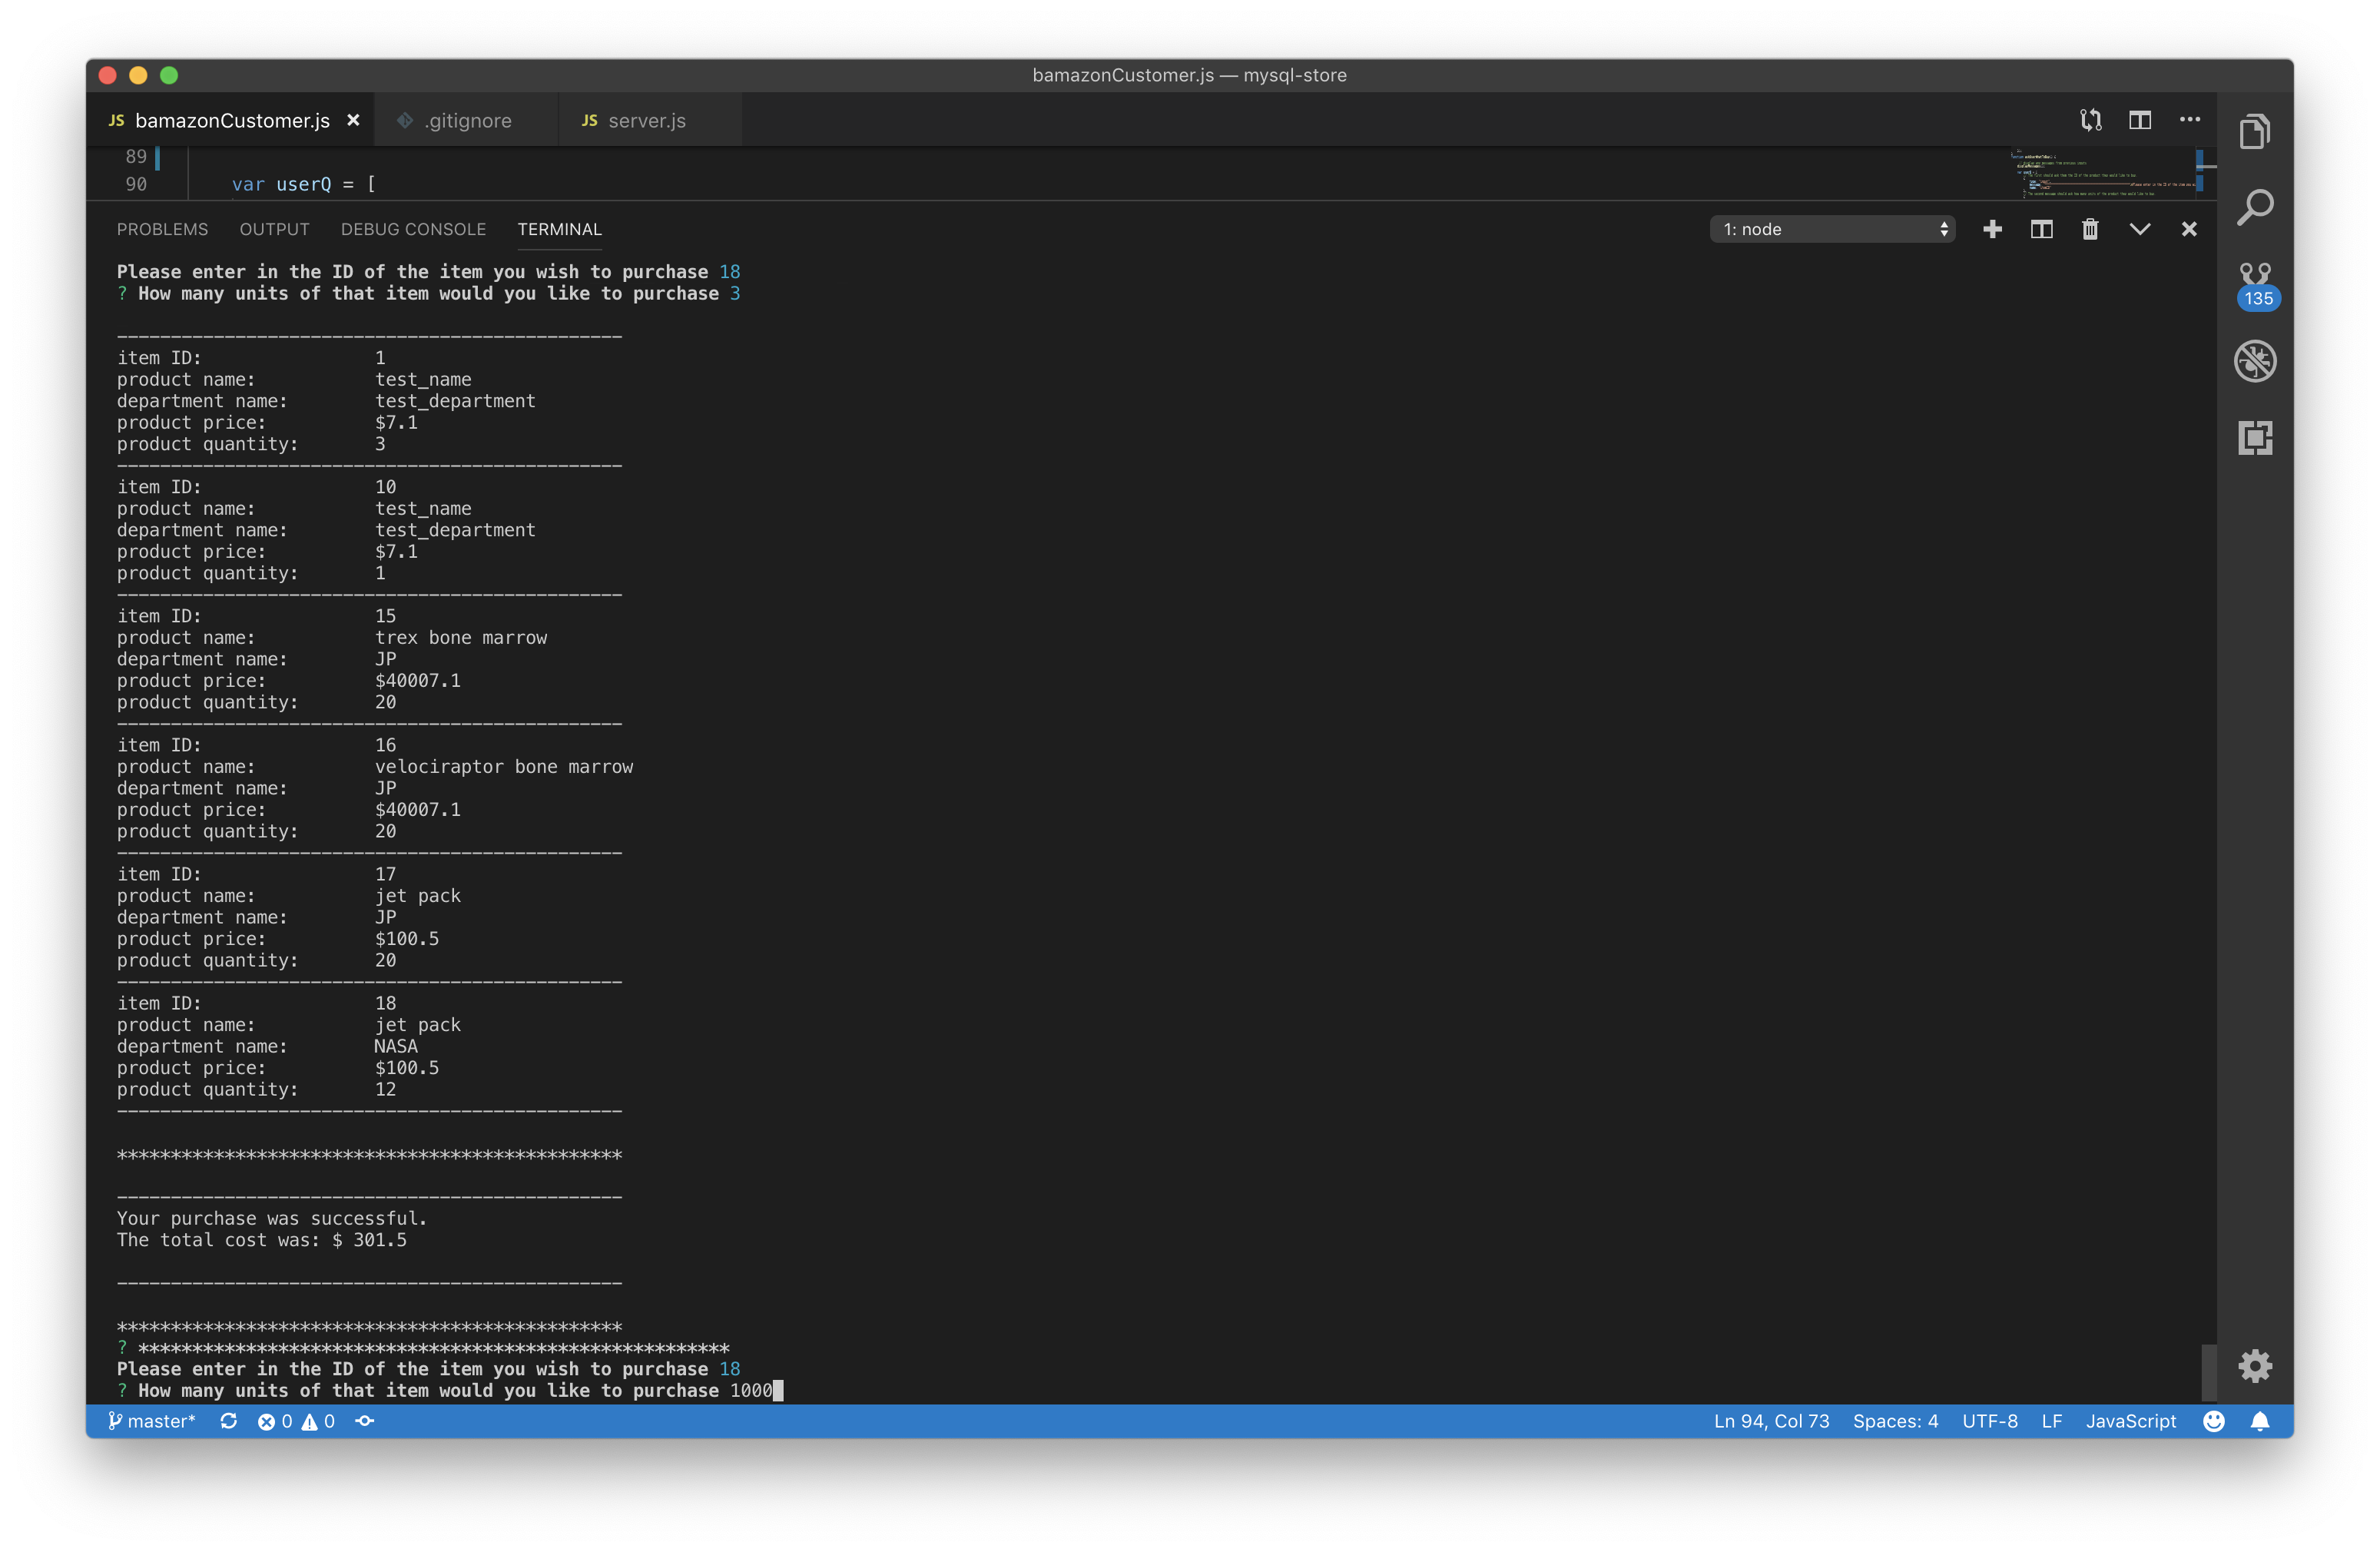 bamazonCustomer.js — mysql-store
JS bamazonCustomer.js .gitignore JS server.js
89
90 var userQ = [
PROBLEMS OUTPUT DEBUG CONSOLE TERMINAL 1: node
Please enter in the ID of the item you wish to purchase 18
? How many units of that item would you like to purchase 3
-----------------------------------------------
item ID: 1
product name: test_name
department name: test_department
product price: $7.1
product quantity: 3
-----------------------------------------------
item ID: 10
product name: test_name
department name: test_department
product price: $7.1
product quantity: 1
-----------------------------------------------
item ID: 15
product name: trex bone marrow
department name: JP
product price: $40007.1
product quantity: 20
-----------------------------------------------
item ID: 16
product name: velociraptor bone marrow
department name: JP
product price: $40007.1
product quantity: 20
-----------------------------------------------
item ID: 17
product name: jet pack
department name: JP
product price: $100.5
product quantity: 20
-----------------------------------------------
item ID: 18
product name: jet pack
department name: NASA
product price: $100.5
product quantity: 12
-----------------------------------------------
***********************************************
-----------------------------------------------
Your purchase was successful.
The total cost was: $ 301.5
-----------------------------------------------
***********************************************
? *******************************************************
Please enter in the ID of the item you wish to purchase 18
? How many units of that item would you like to purchase 1000
135
master* 0 0 Ln 94, Col 73 Spaces: 4 UTF-8 LF JavaScript